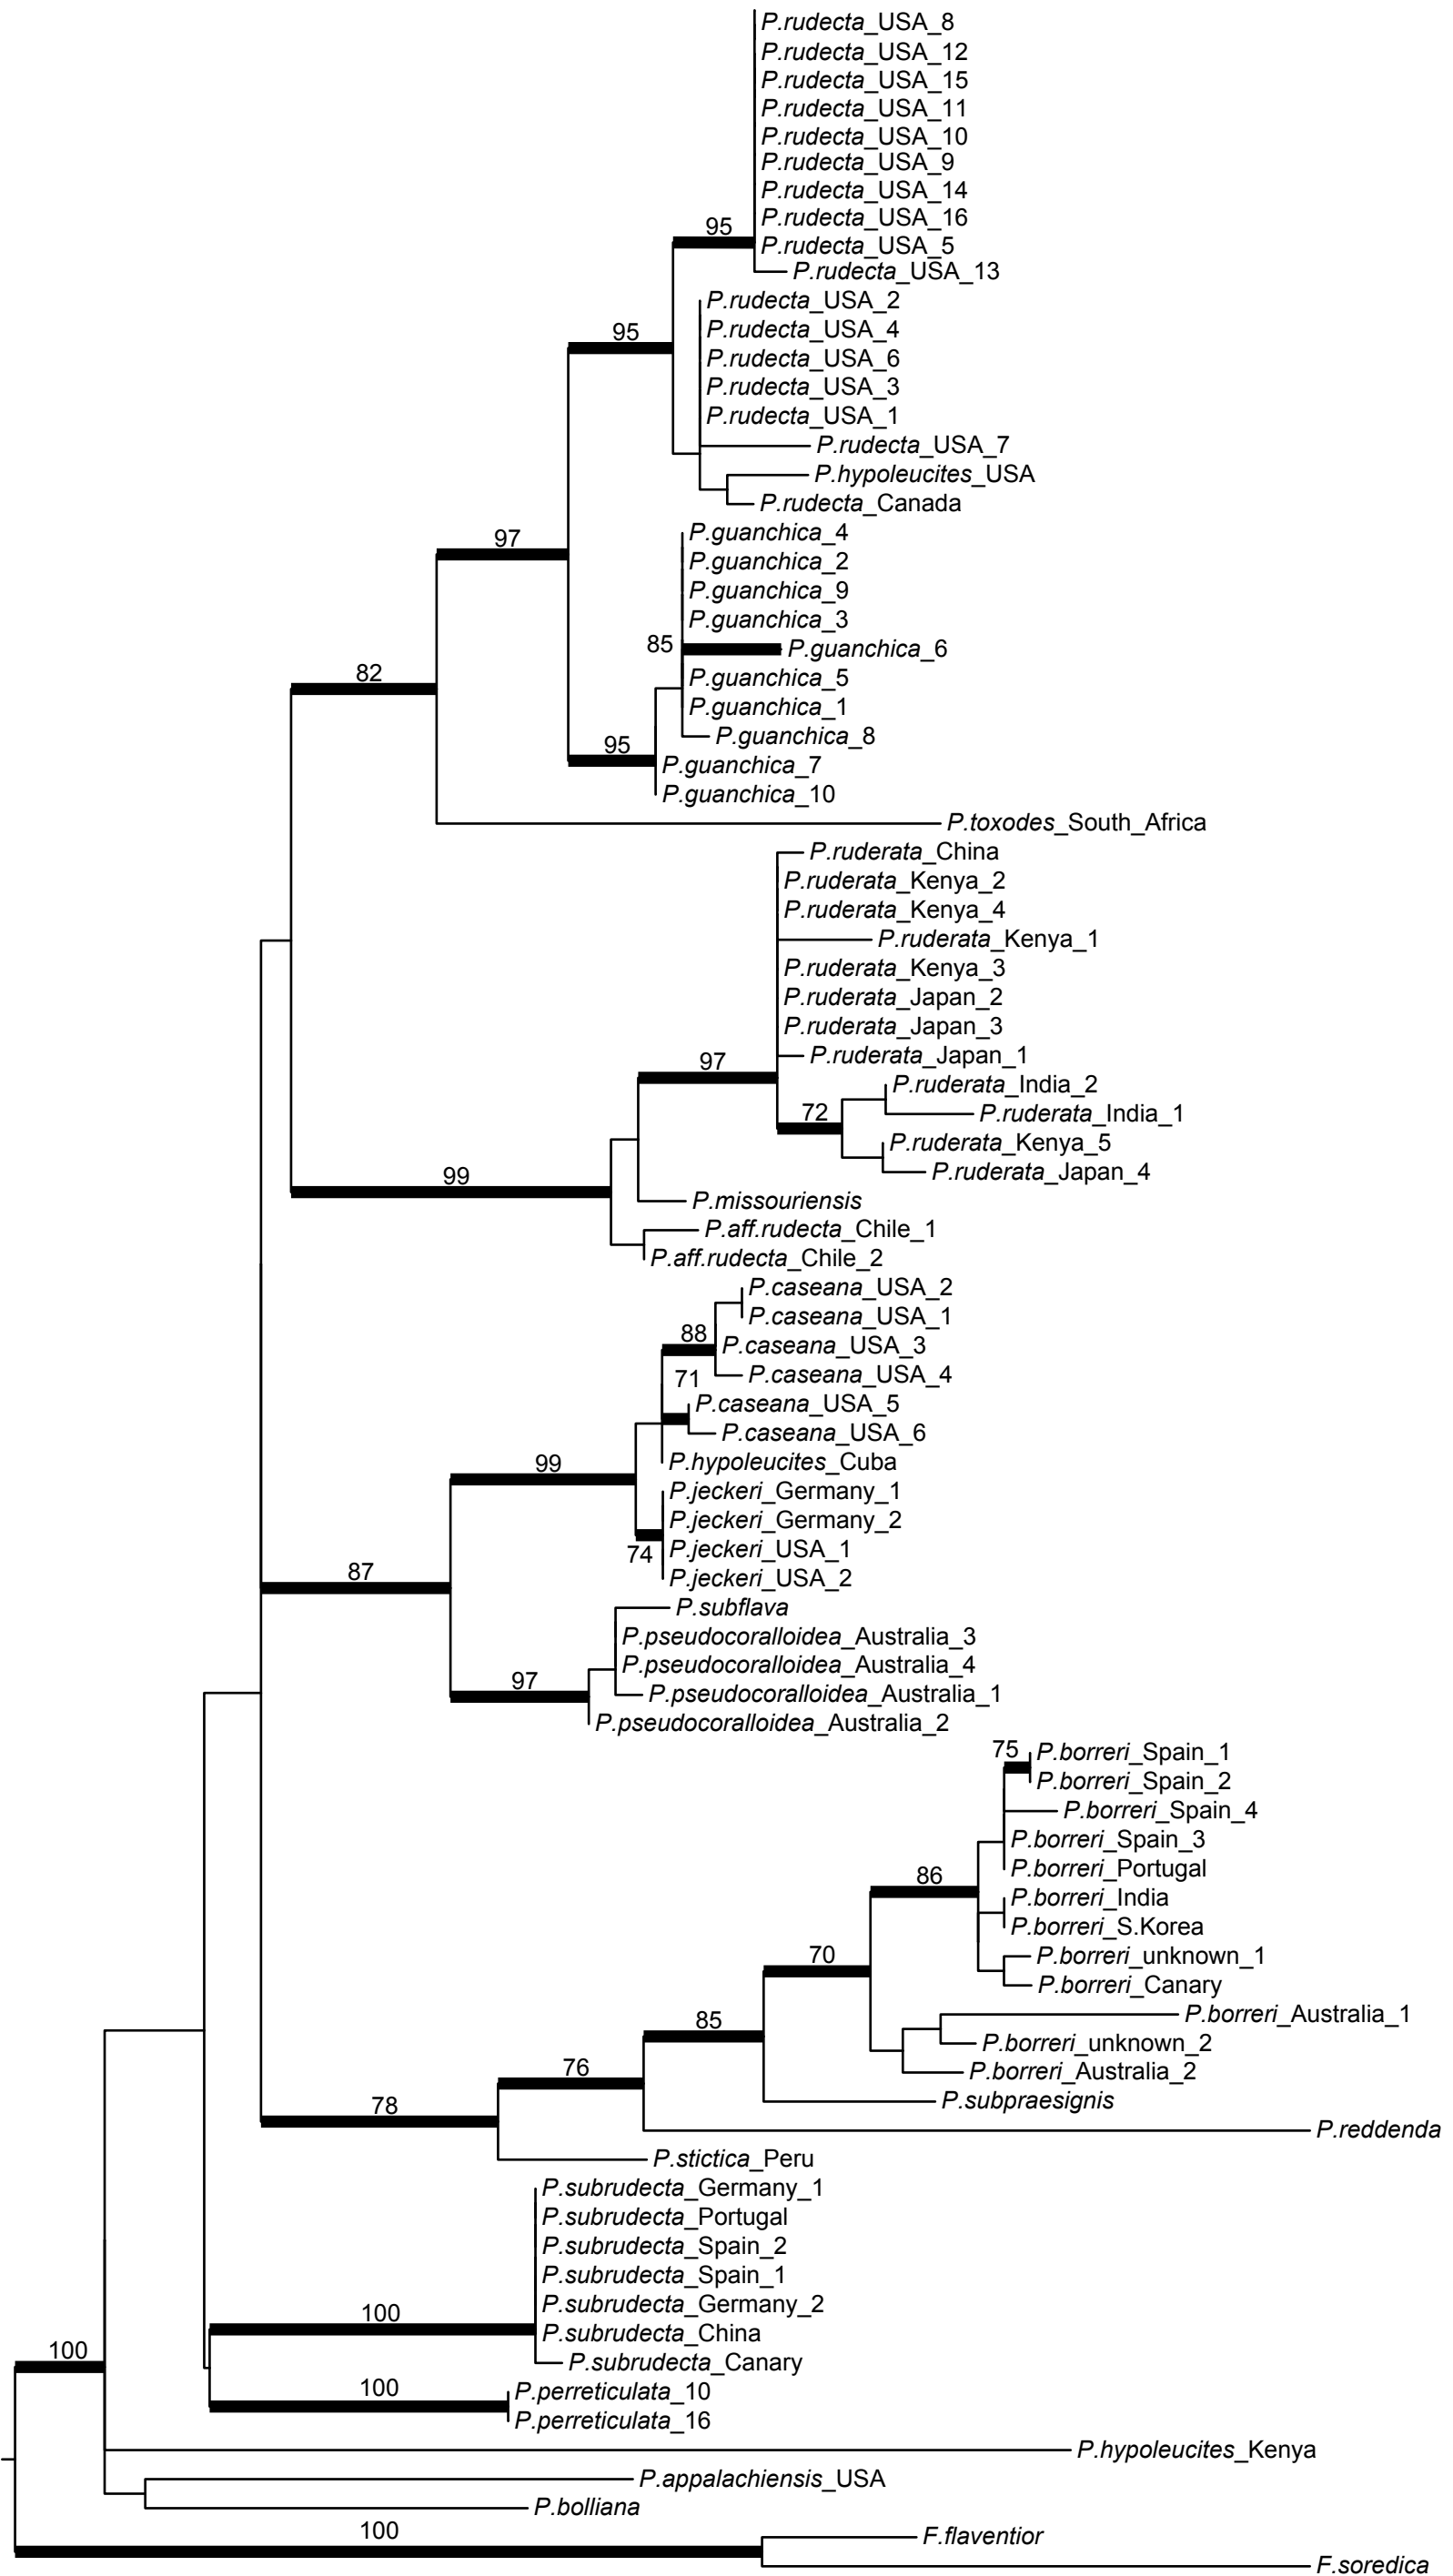 P.rudecta_USA_8
P.rudecta_USA_12
P.rudecta_USA_15
P.rudecta_USA_11
P.rudecta_USA_10
P.rudecta_USA_9
P.rudecta_USA_14
P.rudecta_USA_16
95
P.rudecta_USA_5
P.rudecta_USA_13
P.rudecta_USA_2
95
P.rudecta_USA_4
P.rudecta_USA_6
P.rudecta_USA_3
P.rudecta_USA_1
P.rudecta_USA_7
P.hypoleucites_USA
P.rudecta_Canada
97
P.guanchica_4
P.guanchica_2
P.guanchica_9
P.guanchica_3
85
P.guanchica_6
82
P.guanchica_5
P.guanchica_1
P.guanchica_8
95
P.guanchica_7
P.guanchica_10
P.toxodes_South_Africa
P.ruderata_China
P.ruderata_Kenya_2
P.ruderata_Kenya_4
P.ruderata_Kenya_1
P.ruderata_Kenya_3
P.ruderata_Japan_2
P.ruderata_Japan_3
P.ruderata_Japan_1
97
P.ruderata_India_2
72
P.ruderata_India_1
P.ruderata_Kenya_5
P.ruderata_Japan_4
99
P.missouriensis
P.aff.rudecta_Chile_1
P.aff.rudecta_Chile_2
P.caseana_USA_2
P.caseana_USA_1
88
P.caseana_USA_3
P.caseana_USA_4
71
P.caseana_USA_5
P.caseana_USA_6
99
P.hypoleucites_Cuba
P.jeckeri_Germany_1
P.jeckeri_Germany_2
74
P.jeckeri_USA_1
P.jeckeri_USA_2
87
P.subflava
P.pseudocoralloidea_Australia_3
P.pseudocoralloidea_Australia_4
97
P.pseudocoralloidea_Australia_1
P.pseudocoralloidea_Australia_2
75
P.borreri_Spain_1
P.borreri_Spain_2
P.borreri_Spain_4
P.borreri_Spain_3
P.borreri_Portugal
86
P.borreri_India
P.borreri_S.Korea
70
P.borreri_unknown_1
P.borreri_Canary
85
P.borreri_Australia_1
P.borreri_unknown_2
76
P.borreri_Australia_2
78
P.subpraesignis
P.reddenda
P.stictica_Peru
P.subrudecta_Germany_1
P.subrudecta_Portugal
P.subrudecta_Spain_2
P.subrudecta_Spain_1
P.subrudecta_Germany_2
100
P.subrudecta_China
100
P.subrudecta_Canary
100
P.perreticulata_10
P.perreticulata_16
P.hypoleucites_Kenya
P.appalachiensis_USA
P.bolliana
100
F.flaventior
F.soredica